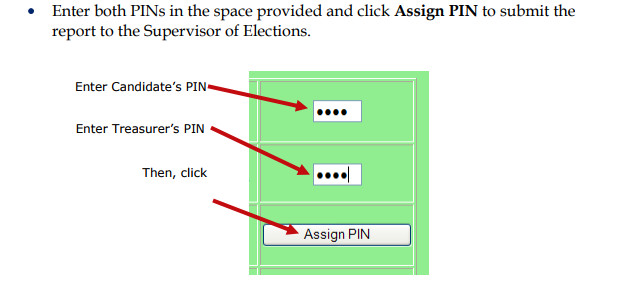 • Enter both PINs in the space provided and click Assign PIN to submit the
report to the Supervisor of Elections.
Enter Candidate's PIN
••••
Enter Treasurer's PIN
••••
Then, click
Assign PIN